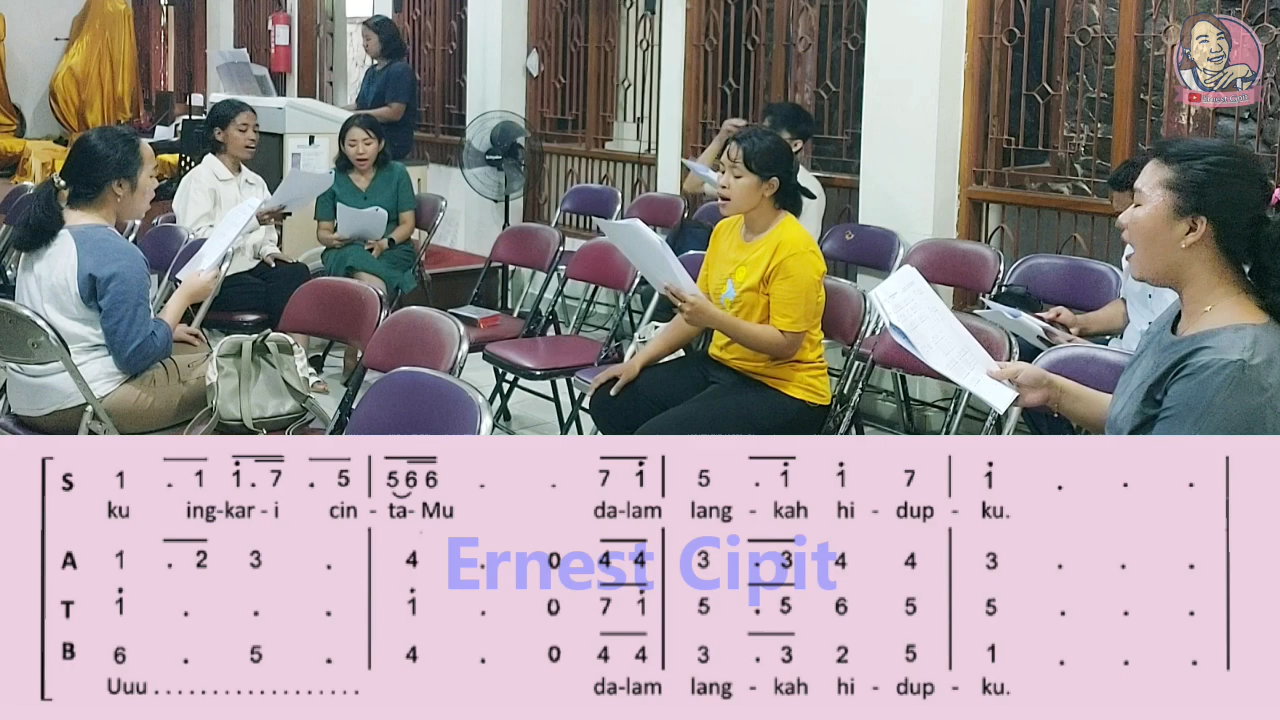 Ernest Cipit
S 1 . 1 1 . 7 . 5 5 6 6 . . 7 1 5 . 1 1 7 1 . . .
ku ing-kar - i cin - ta- Mu da-lam lang - kah hi - dup - ku.
A 1 . 2 3 . 4 . 0 4 4 3 . 3 4 4 3 . . .
Ernest Cipit
T 1 . . . 1 . 0 7 1 5 . 5 6 5 5 . . .
B 6 . 5 . 4 . 0 4 4 3 . 3 2 5 1 . . .
Uuu . . . . . . . . . . . . . . . . . . . da-lam lang - kah hi - dup - ku.